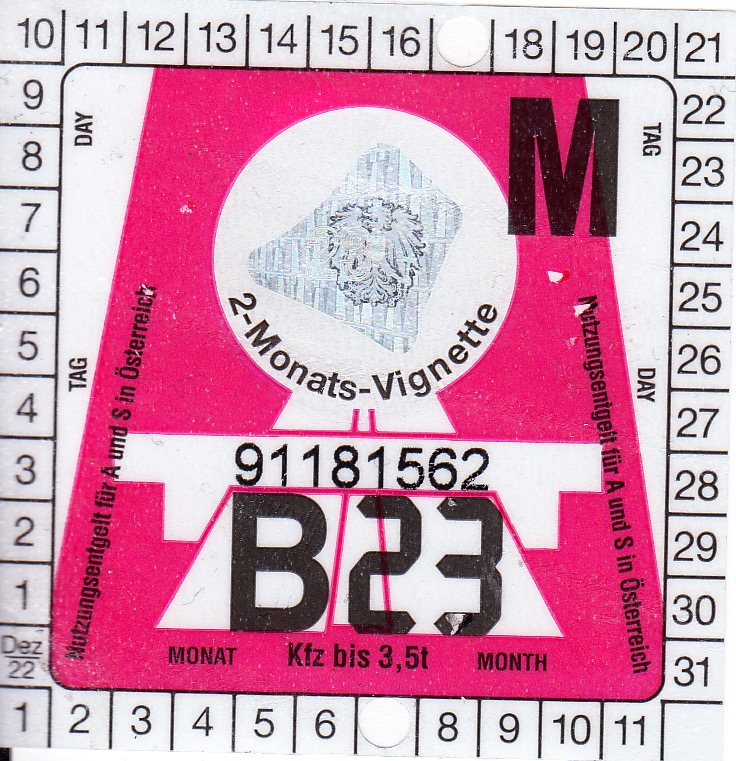 10 11 12 13 14 15 16 18 19 20 21
9 22
8 23
7 24
6 25
5 26
4 27
3 28
2 29
1 30
Dez 22 31
1 2 3 4 5 6 8 9 10 11
DAY
TAG
M
TAG
DAY
2-Monats-Vignette
Nutzungsentgelt für A und S in Österreich
Nutzungsentgelt für A und S in Österreich
91181562
B23
MONAT Kfz bis 3,5t MONTH